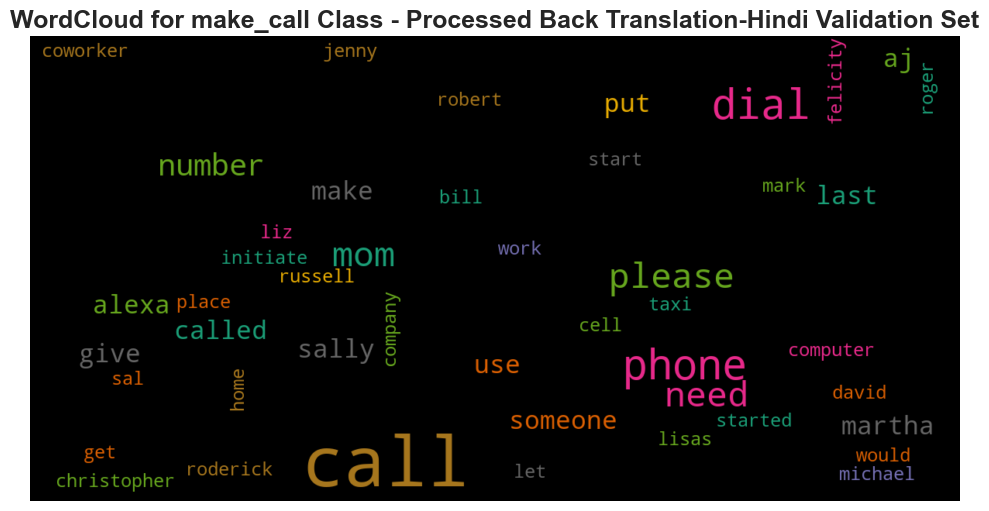 WordCloud for make_call Class - Processed Back Translation-Hindi Validation Set
coworker
jenny
aj
felicity
roger
robert
put
dial
number
start
make
bill
mark
last
liz
initiate
mom
work
russell
please
alexa
place
taxi
called
company
cell
give
sally
use
phone
computer
sal
home
need
david
someone
started
martha
lisas
get
would
christopher
roderick
call
let
michael